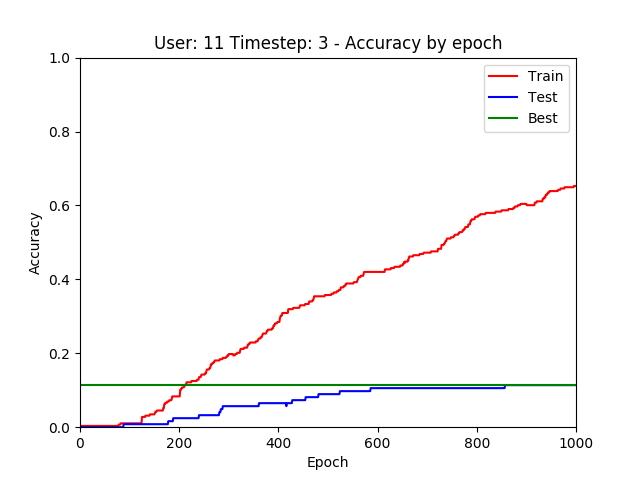 User: 11 Timestep: 3 - Accuracy by epoch
1.0
0.8
0.6
0.4
0.2
0.0
Accuracy
0 200 400 600 800 1000
Epoch
Train
Test
Best